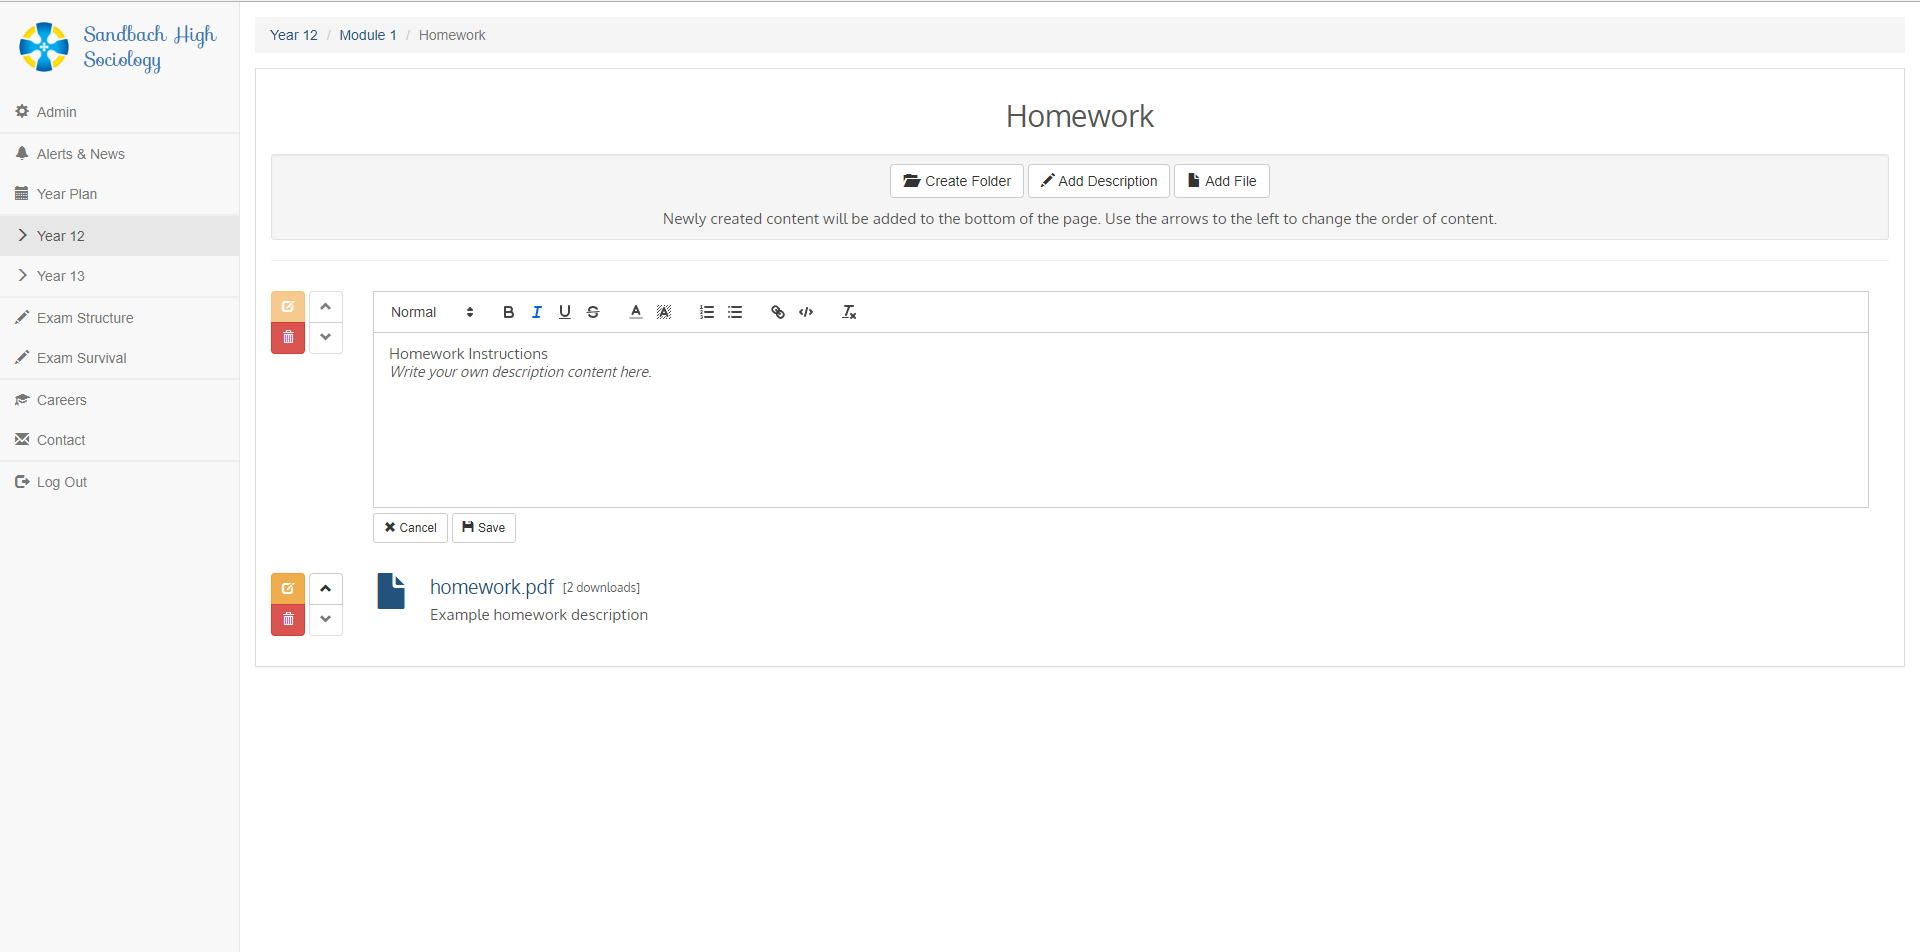 Sandbach High
Sociology
Admin
Alerts & News
Year Plan
Year 12
Year 13
Exam Structure
Exam Survival
Careers
Contact
Log Out
Year 12 / Module 1 / Homework
Homework
Create Folder Add Description Add File
Newly created content will be added to the bottom of the page. Use the arrows to the left to change the order of content.
Normal B I U S A A
Homework Instructions
Write your own description content here.
Cancel Save
homework.pdf [2 downloads]
Example homework description